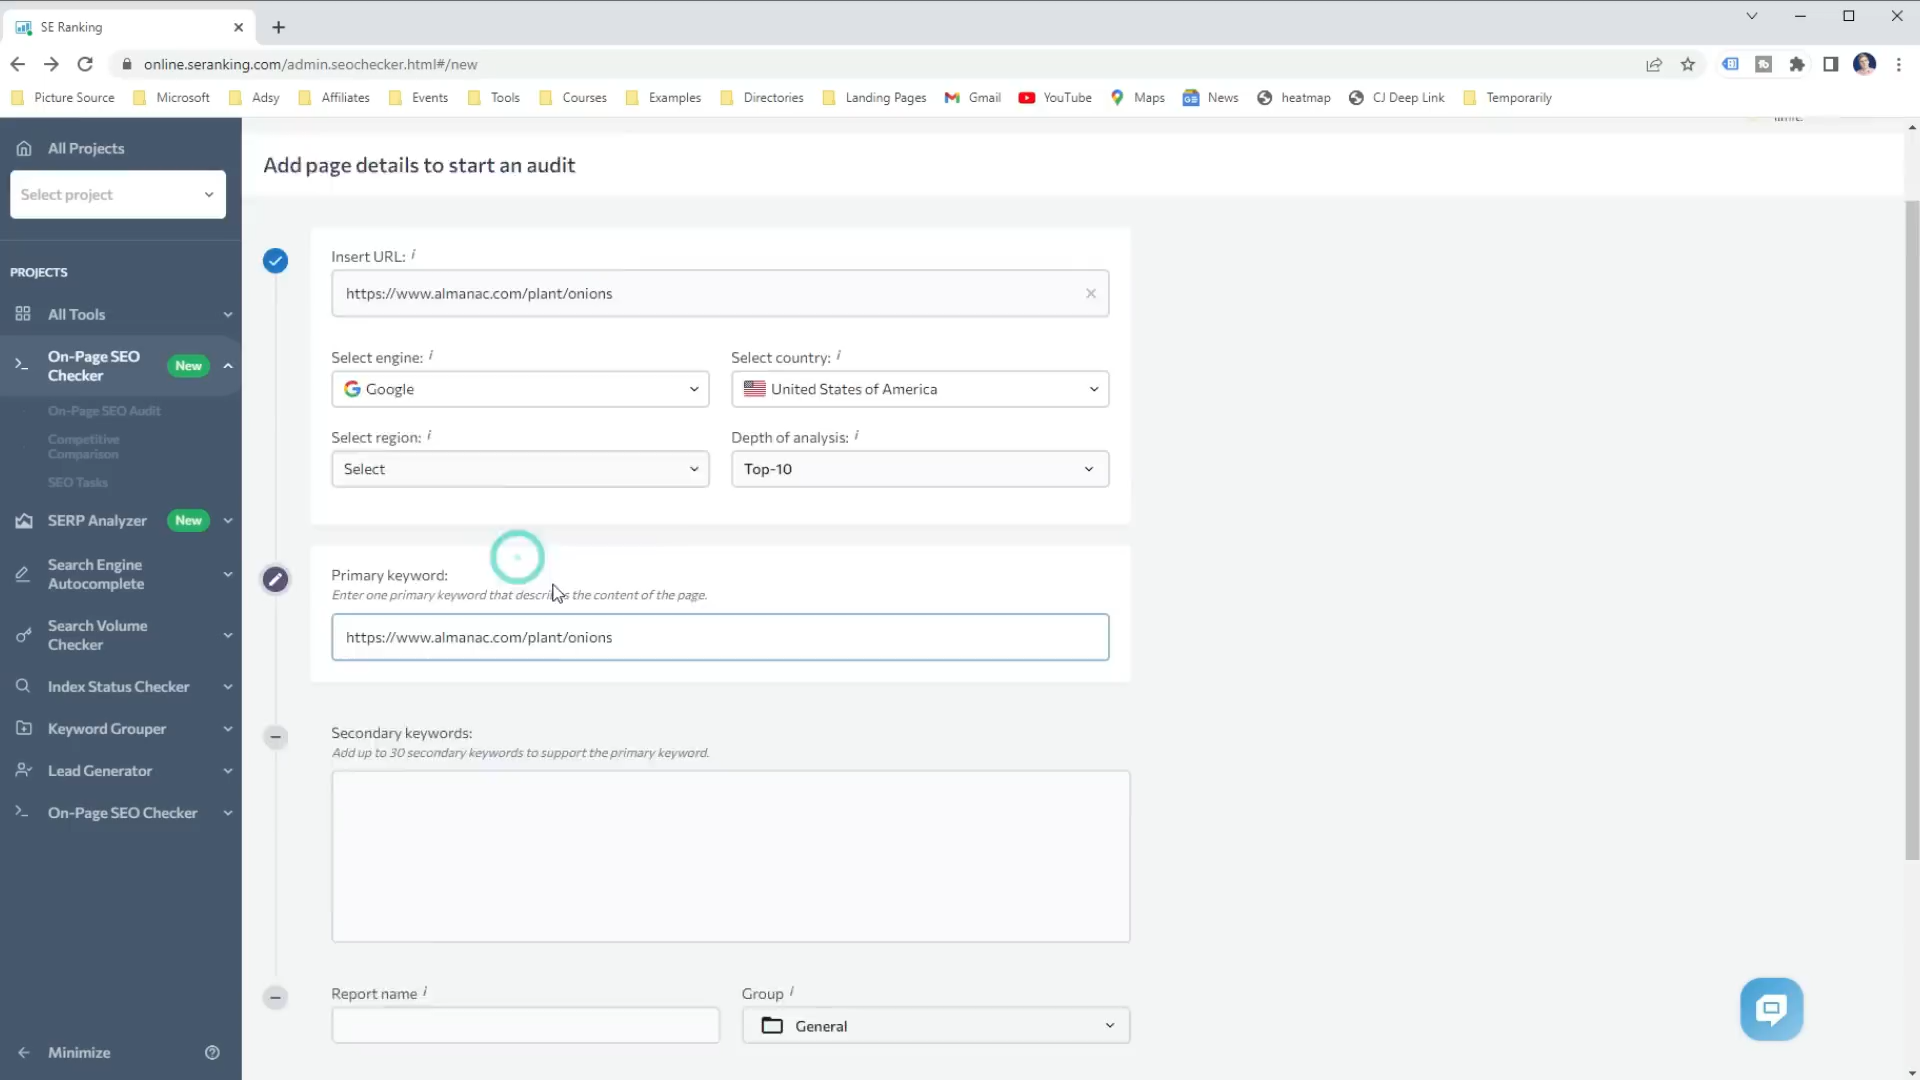 SE Ranking
online.seranking.com/admin.seochecker.html#/new
Picture Source Microsoft Adsy Affiliates Events Tools Courses Examples Directories Landing Pages Gmail YouTube Maps News heatmap CJ Deep Link Temporarily
All Projects
Select project
PROJECTS
All Tools
On-Page SEO
Checker
New
On-Page SEO Audit
Competitive
Comparison
SEO Tasks
SERP Analyzer
New
Search Engine
Autocomplete
Search Volume
Checker
Index Status Checker
Keyword Grouper
Lead Generator
On-Page SEO Checker
Minimize
Add page details to start an audit
Insert URL: i
https://www.almanac.com/plant/onions
Select engine: i
Google
Select country: i
United States of America
Select region: i
Select
Depth of analysis: i
Top-10
Primary keyword:
Enter one primary keyword that describes the content of the page.
https://www.almanac.com/plant/onions
Secondary keywords:
Add up to 30 secondary keywords to support the primary keyword.
Report name i
Group i
General